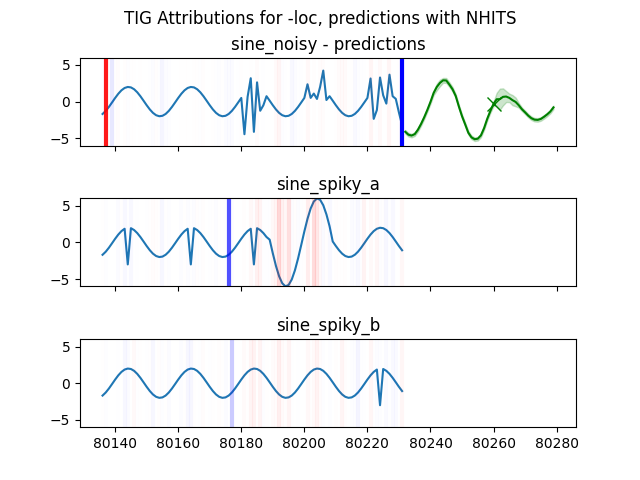 TIG Attributions for -loc, predictions with NHITS
sine_noisy - predictions
5
0
−5
sine_spiky_a
5
0
−5
sine_spiky_b
5
0
−5
80140 80160 80180 80200 80220 80240 80260 80280